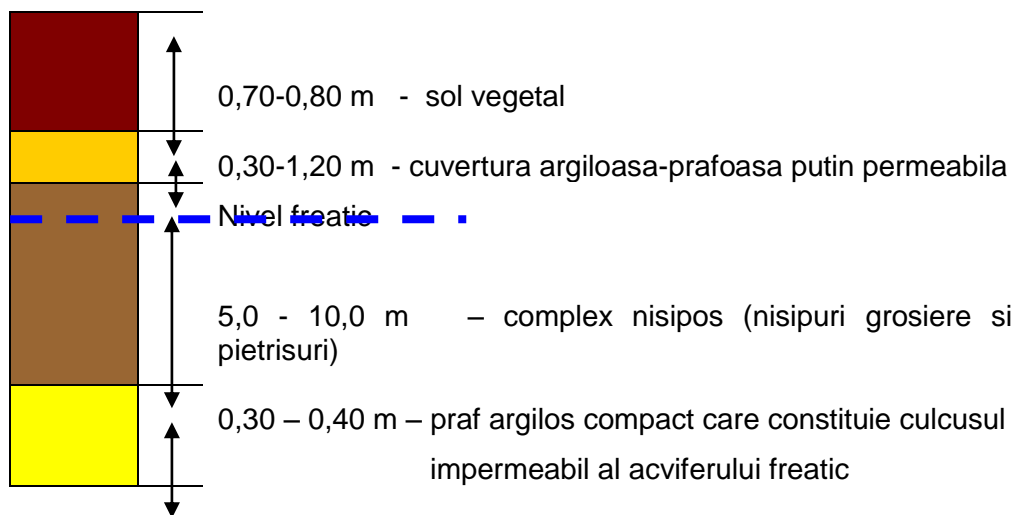 0,70-0,80 m - sol vegetal
0,30-1,20 m - cuvertura argiloasa-prafoasa putin permeabila
Nivel freatic
5,0 - 10,0 m – complex nisipos (nisipuri grosiere si
pietrisuri)
0,30 – 0,40 m – praf argilos compact care constituie culcusul
impermeabil al acviferului freatic